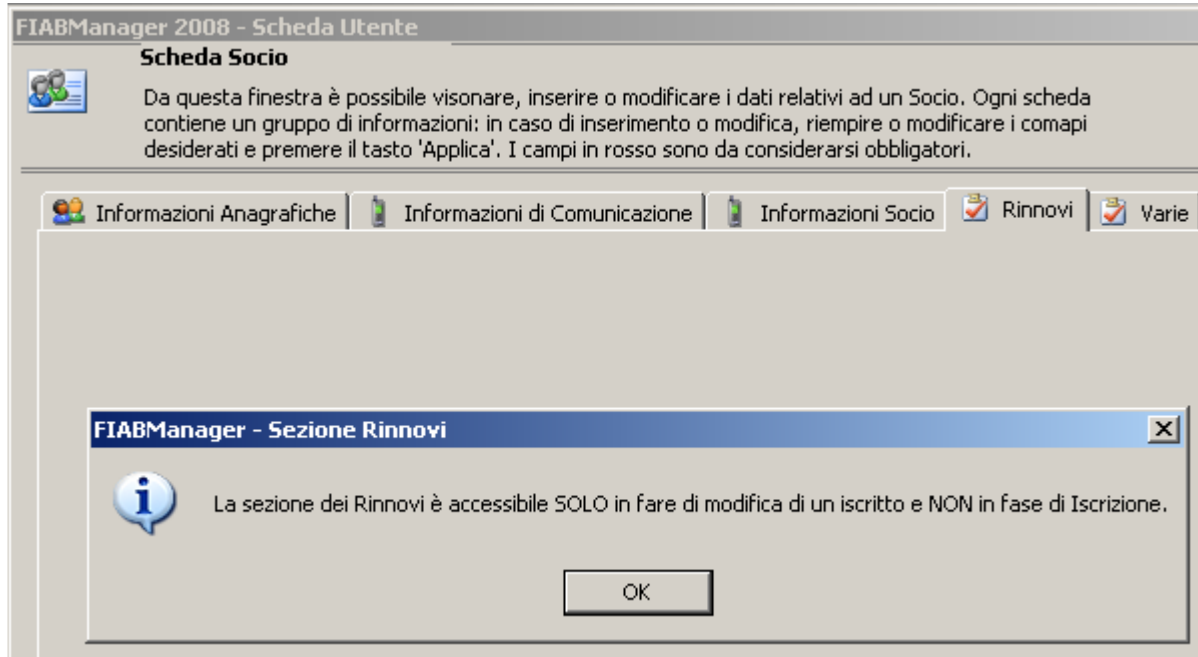 FIABManager 2008 - Scheda Utente
Scheda Socio
Da questa finestra è possibile visonare, inserire o modificare i dati relativi ad un Socio. Ogni scheda
contiene un gruppo di informazioni: in caso di inserimento o modifica, riempire o modificare i comapi
desiderati e premere il tasto 'Applica'. I campi in rosso sono da considerarsi obbligatori.
Informazioni Anagrafiche Informazioni di Comunicazione Informazioni Socio Rinnovi Varie
FIABManager - Sezione Rinnovi
La sezione dei Rinnovi è accessibile SOLO in fare di modifica di un iscritto e NON in fase di Iscrizione.
OK